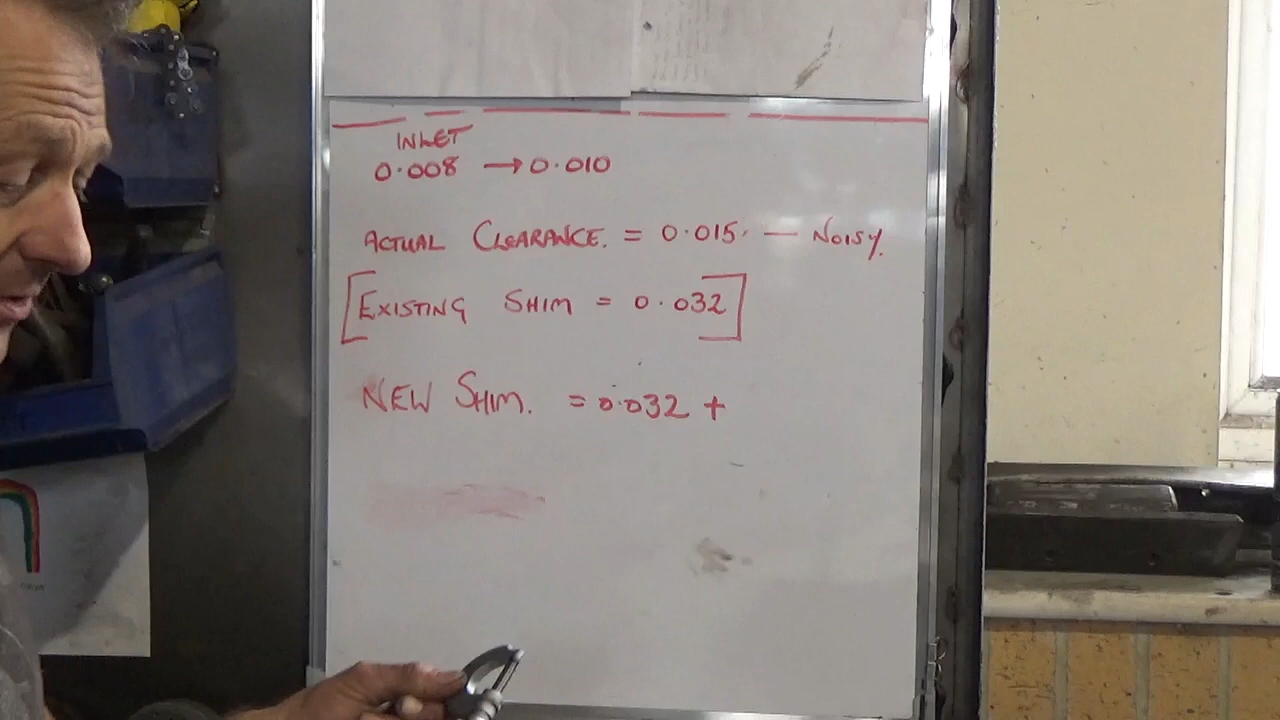 INLET
0.008 → 0.010
ACTUAL CLEARANCE. = 0.015. — NOISY.
[EXISTING SHIM = 0.032]
NEW SHIM. = 0.032 +